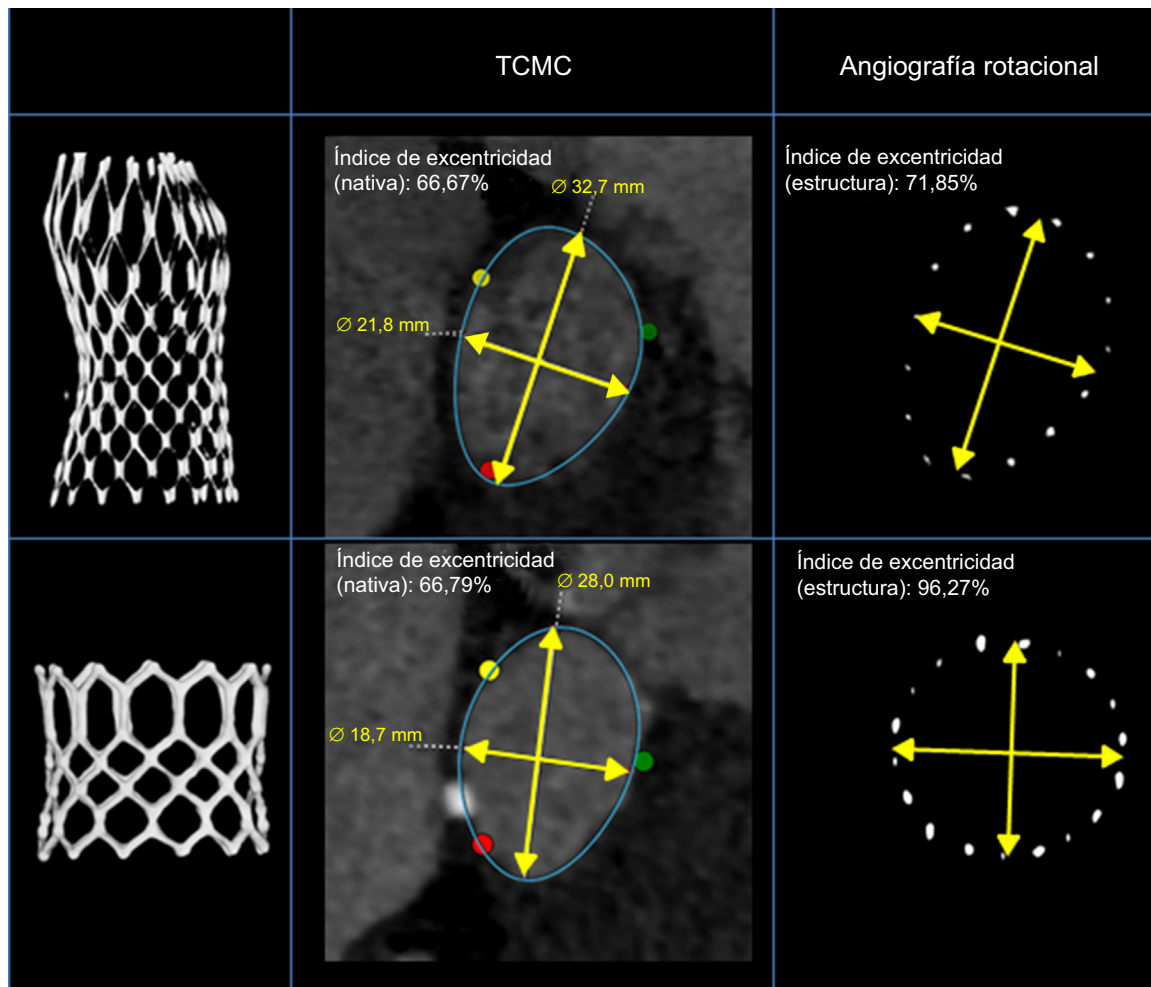 TCMC
Angiografía rotacional
Índice de excentricidad
(nativa): 66,67%
∅ 32,7 mm
∅ 21,8 mm
Índice de excentricidad
(estructura): 71,85%
Índice de excentricidad
(nativa): 66,79%
∅ 28,0 mm
∅ 18,7 mm
Índice de excentricidad
(estructura): 96,27%